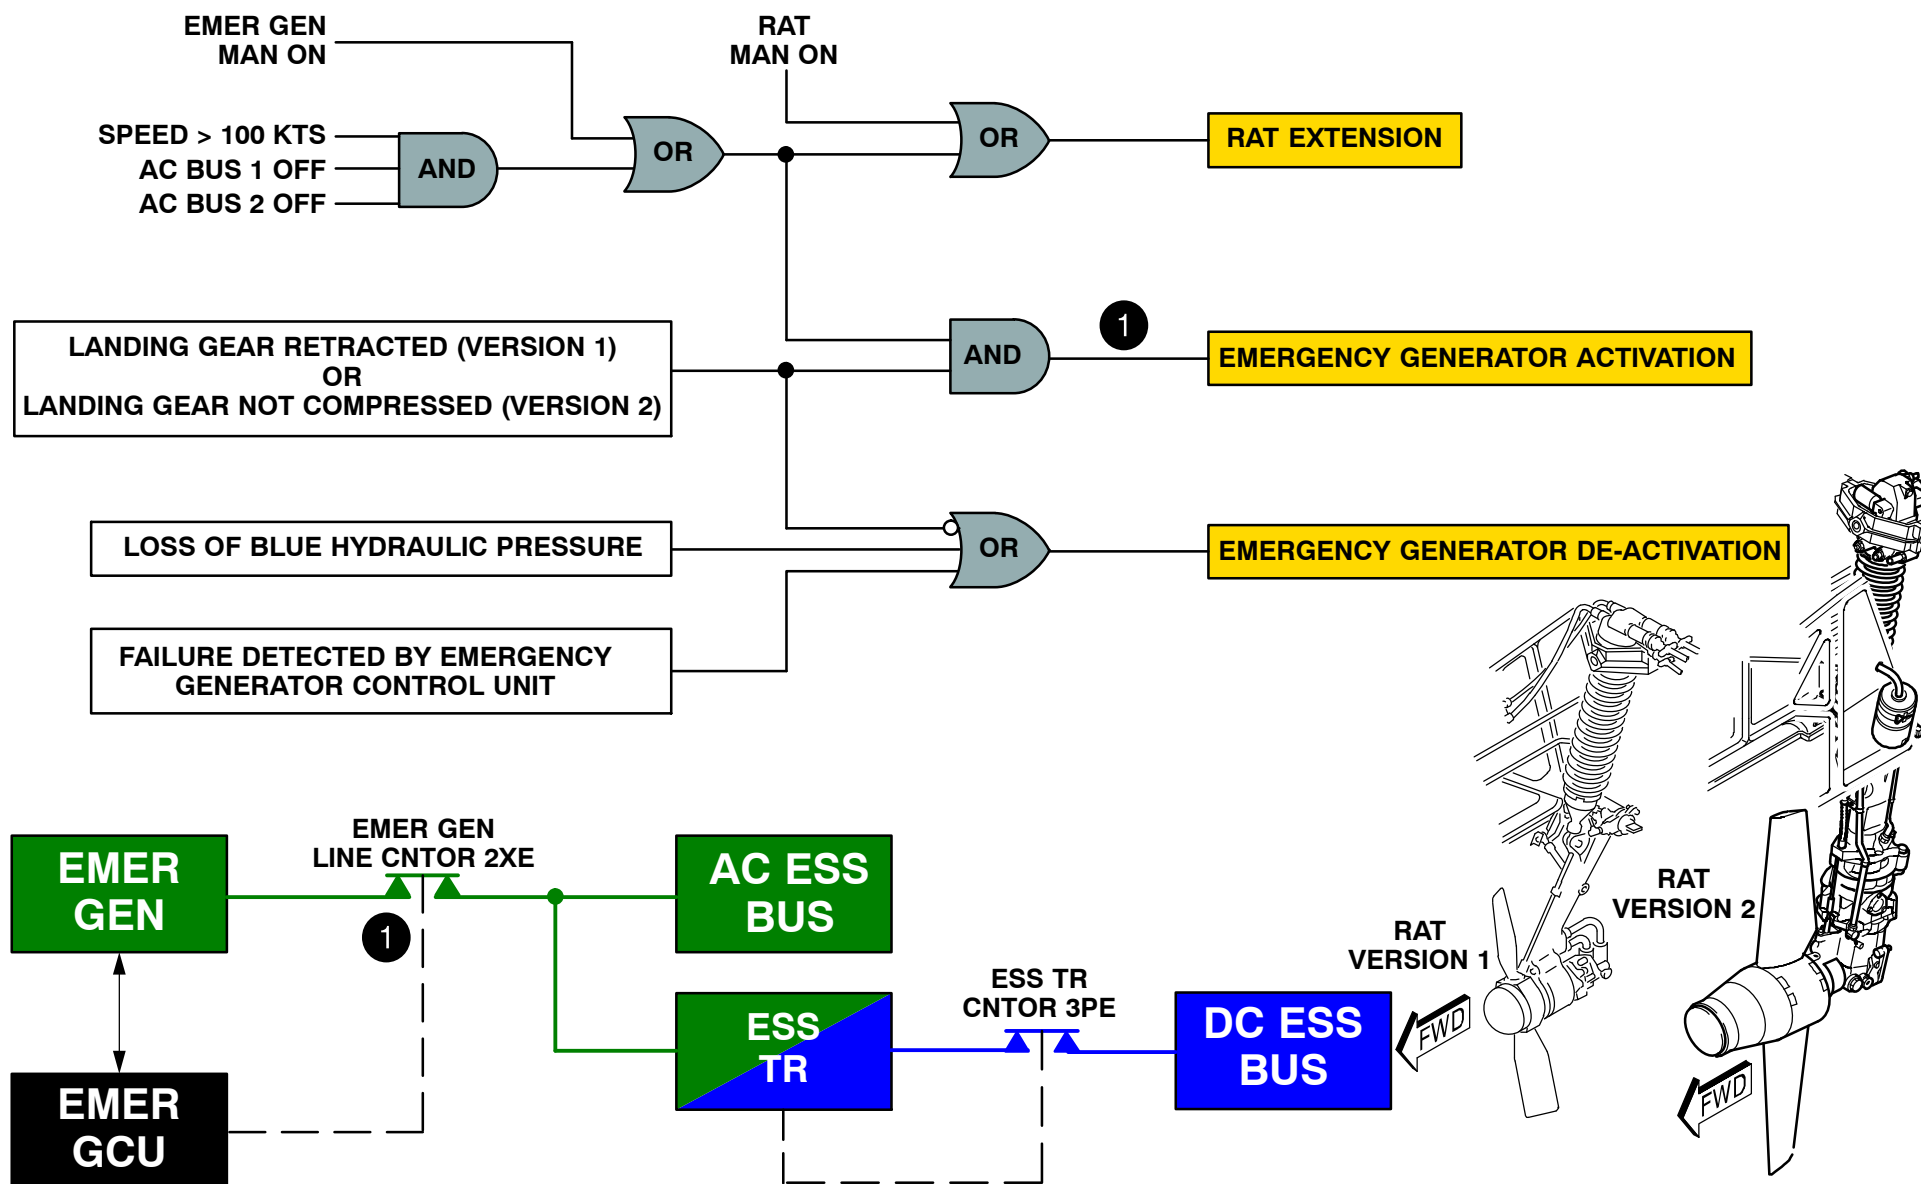 EMER GEN
MAN ON
RAT
MAN ON
SPEED > 100 KTS
AC BUS 1 OFF
AC BUS 2 OFF
AND
OR
OR
RAT EXTENSION
LANDING GEAR RETRACTED (VERSION 1)
OR
LANDING GEAR NOT COMPRESSED (VERSION 2)
AND
1
EMERGENCY GENERATOR ACTIVATION
LOSS OF BLUE HYDRAULIC PRESSURE
OR
EMERGENCY GENERATOR DE-ACTIVATION
FAILURE DETECTED BY EMERGENCY
GENERATOR CONTROL UNIT
EMER
GEN
EMER GEN
LINE CNTOR 2XE
1
AC ESS
BUS
EMER
GCU
ESS
TR
ESS TR
CNTOR 3PE
DC ESS
BUS
RAT
VERSION 1
FWD
RAT
VERSION 2
FWD